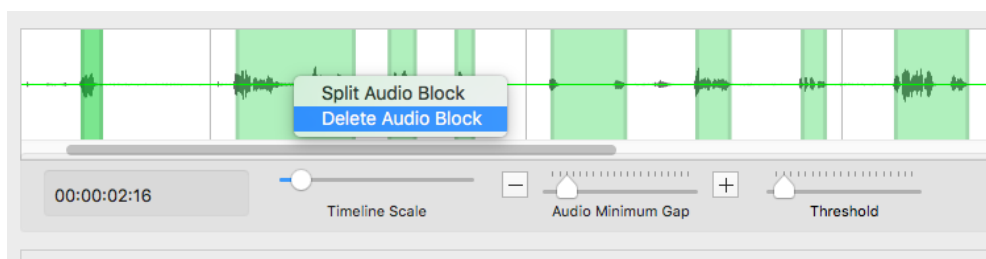 Split Audio Block
Delete Audio Block
00:00:02:16
Timeline Scale
Audio Minimum Gap
Threshold